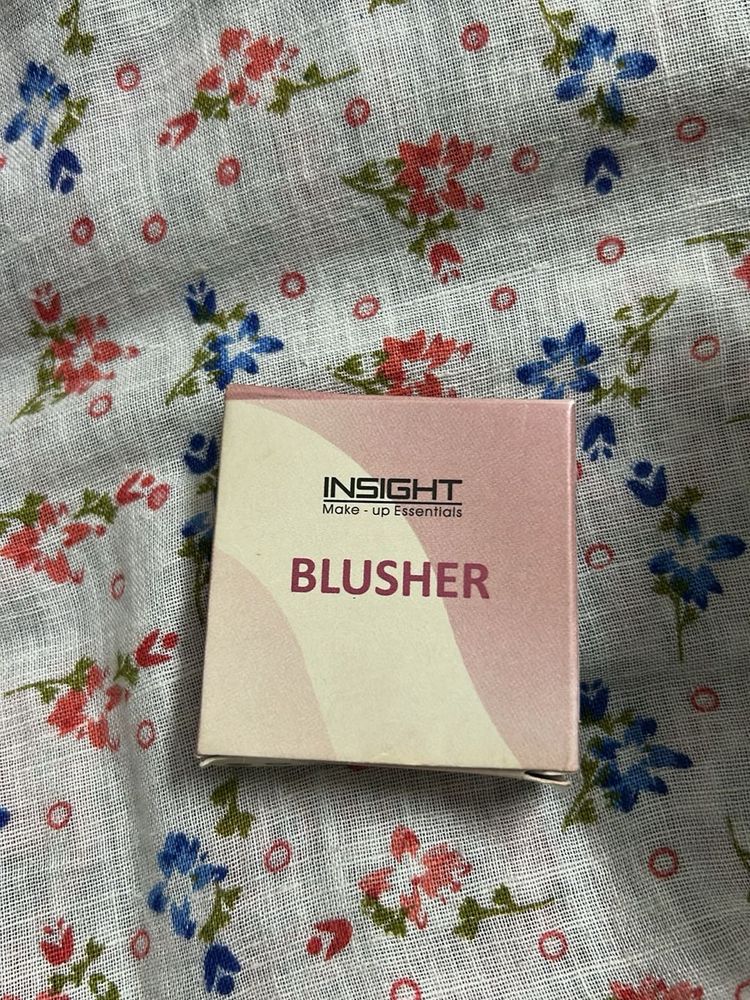 INSIGHT
Make - up Essentials
BLUSHER